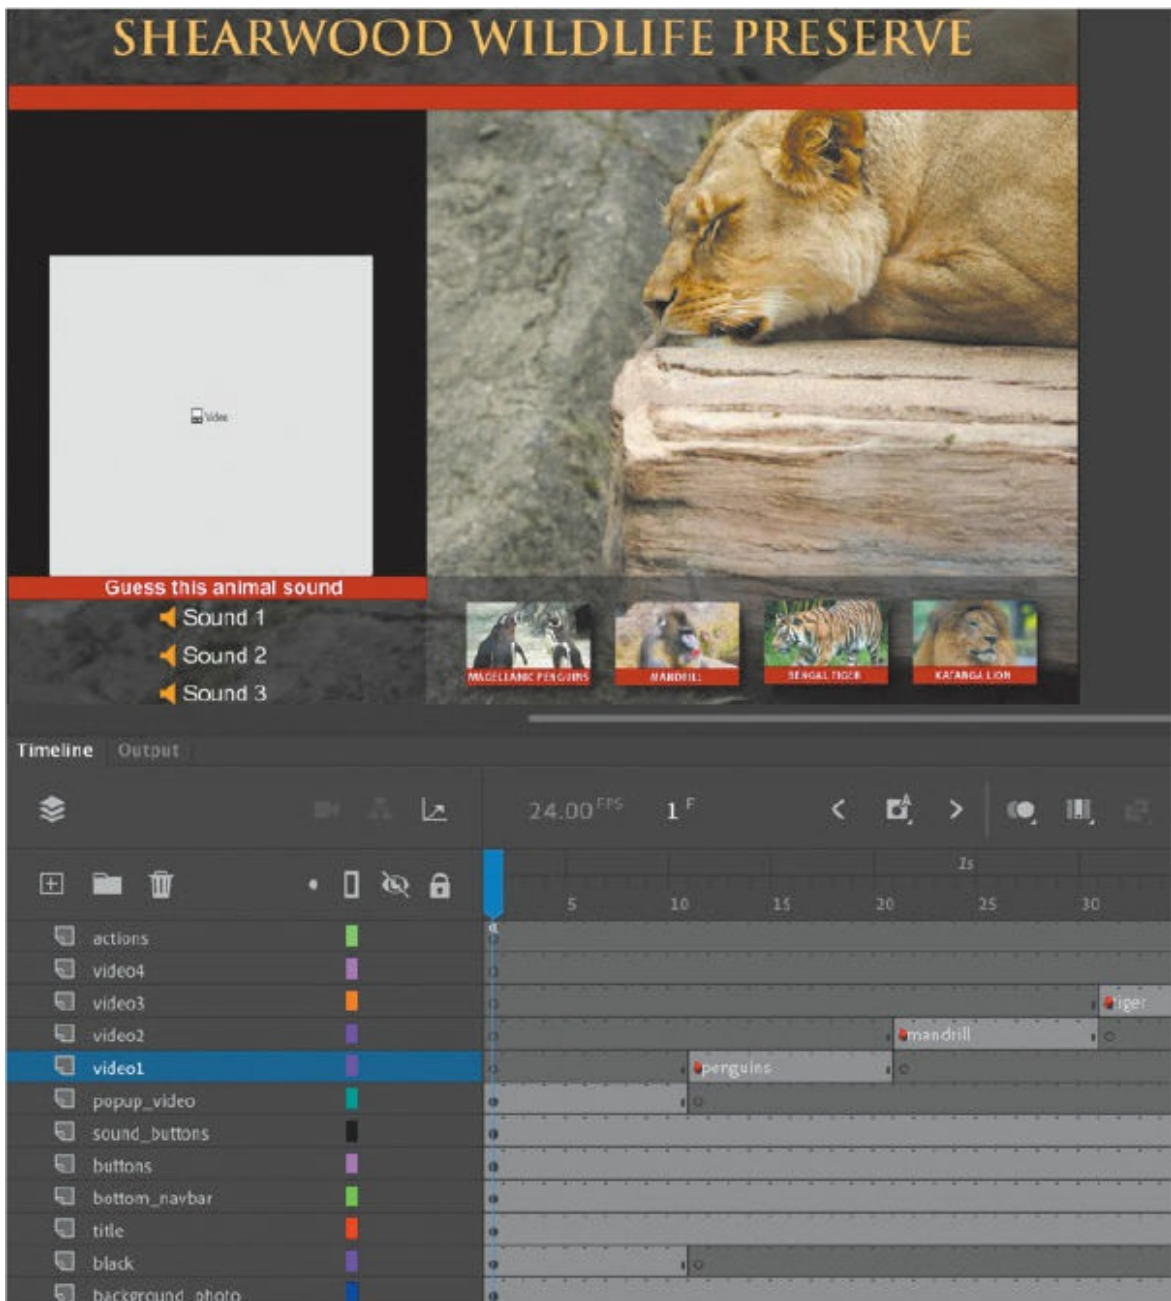 SHEARWOOD WILDLIFE PRESERVE
Video
Guess this animal sound
Sound 1
Sound 2
Sound 3
MAGELLANIC PENGUINS
MANDRILL
BENGAL TIGER
KATANGA LION
Timeline Output
24.00 FPS 1 F
1s
5 10 15 20 25 30
actions
video4
video3 tiger
video2 mandrill
video1 penguins
popup_video
sound_buttons
buttons
bottom_navbar
title
black
background_photo